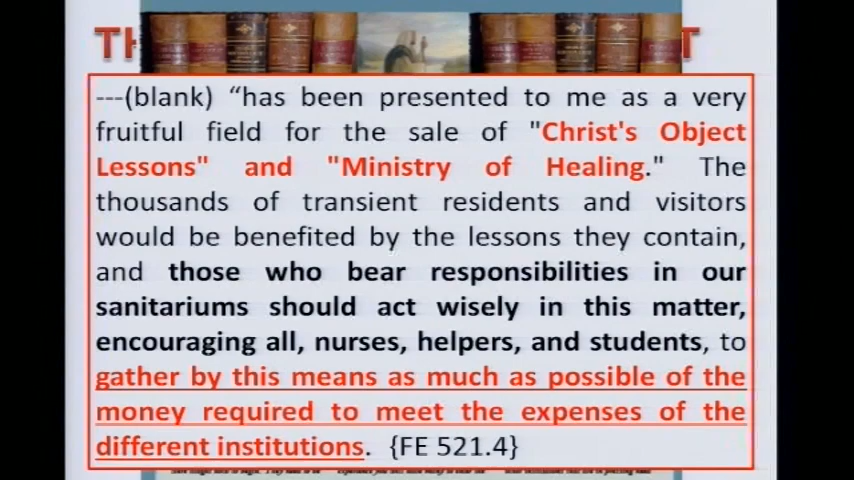 ---(blank) “has been presented to me as a very
fruitful field for the sale of "Christ's Object
Lessons" and "Ministry of Healing." The
thousands of transient residents and visitors
would be benefited by the lessons they contain,
and those who bear responsibilities in our
sanitariums should act wisely in this matter,
encouraging all, nurses, helpers, and students, to
gather by this means as much as possible of the
money required to meet the expenses of the
different institutions. {FE 521.4}